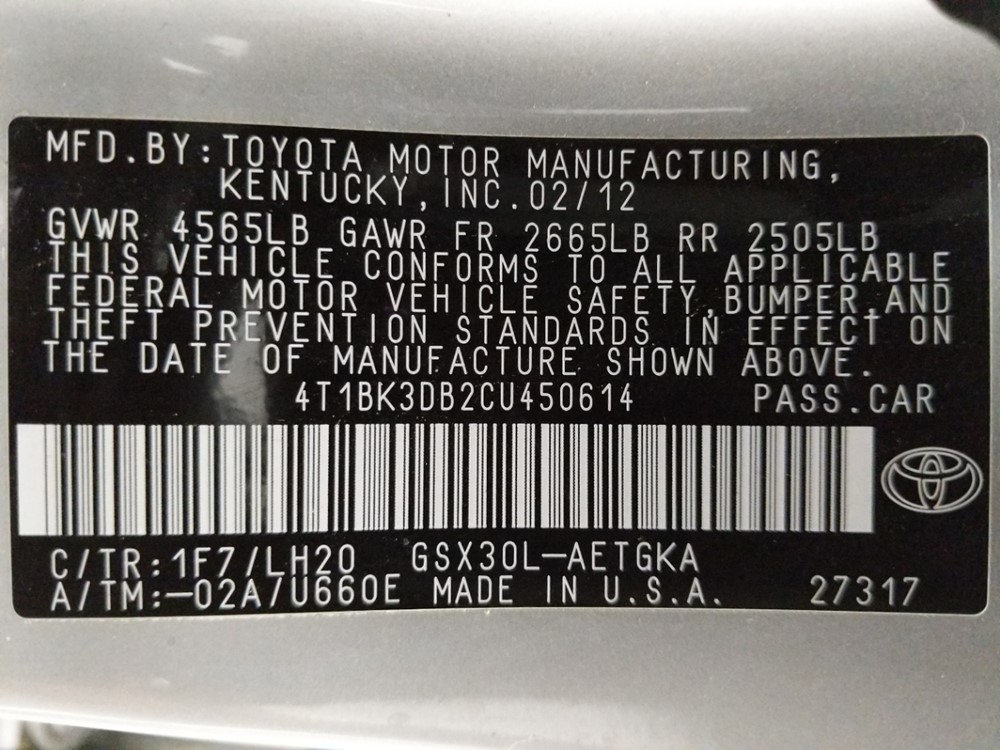 MFD.BY:TOYOTA MOTOR MANUFACTURING,
KENTUCKY,INC.02/12
GVWR 4565LB GAWR FR 2665LB RR 2505LB
THIS VEHICLE CONFORMS TO ALL APPLICABLE
FEDERAL MOTOR VEHICLE SAFETY,BUMPER,AND
THEFT PREVENTION STANDARDS IN EFFECT ON
THE DATE OF MANUFACTURE SHOWN ABOVE.
4T1BK3DB2CU450614 PASS.CAR
C/TR:1F7/LH20 GSX30L-AETGKA
A/TM:-02A/U660E MADE IN U.S.A. 27317